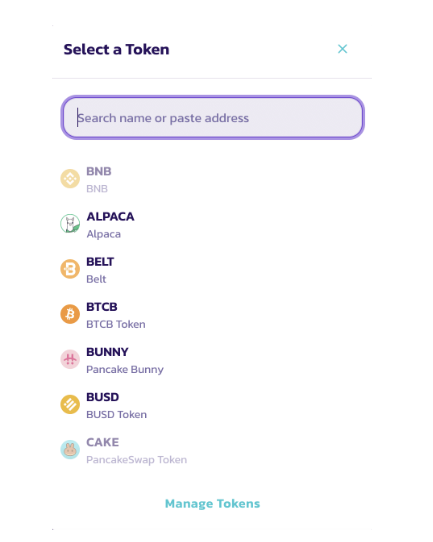 Select a Token
Search name or paste address
BNB
BNB
ALPACA
Alpaca
BELT
Belt
BTCB
BTCB Token
BUNNY
Pancake Bunny
BUSD
BUSD Token
CAKE
PancakeSwap Token
Manage Tokens